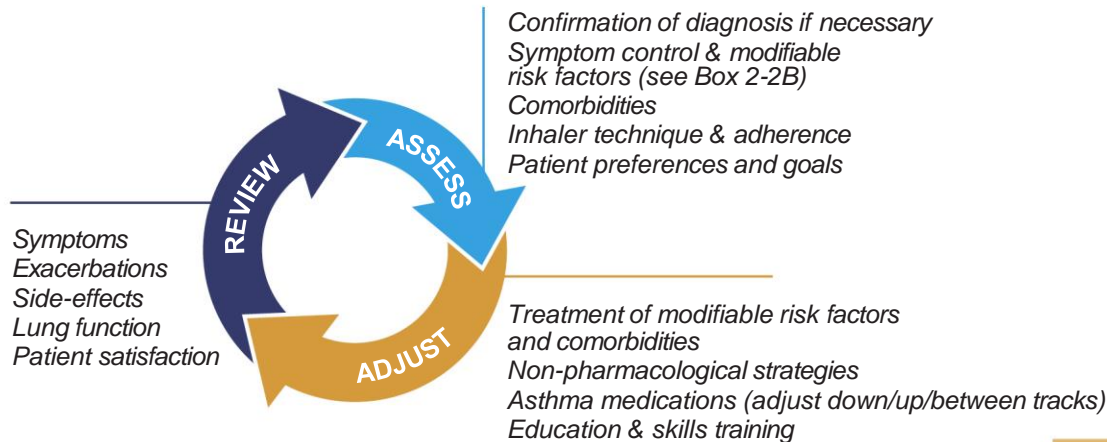 Confirmation of diagnosis if necessary
Symptom control & modifiable
risk factors (see Box 2-2B)
Comorbidities
Inhaler technique & adherence
Patient preferences and goals
ASSESS
REVIEW
Symptoms
Exacerbations
Side-effects
Lung function
Patient satisfaction
ADJUST
Treatment of modifiable risk factors
and comorbidities
Non-pharmacological strategies
Asthma medications (adjust down/up/between tracks)
Education & skills training